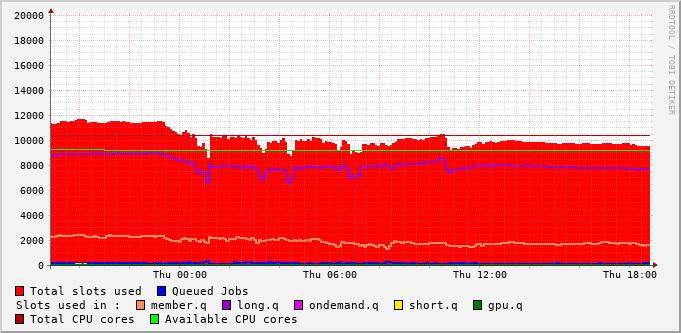 20000
18000
16000
14000
12000
10000
8000
6000
4000
2000
0
Thu 00:00 Thu 06:00 Thu 12:00 Thu 18:00
Total slots used Queued Jobs
Slots used in : member.q long.q ondemand.q short.q gpu.q
Total CPU cores Available CPU cores
RRDTOOL / TOBI OETIKER